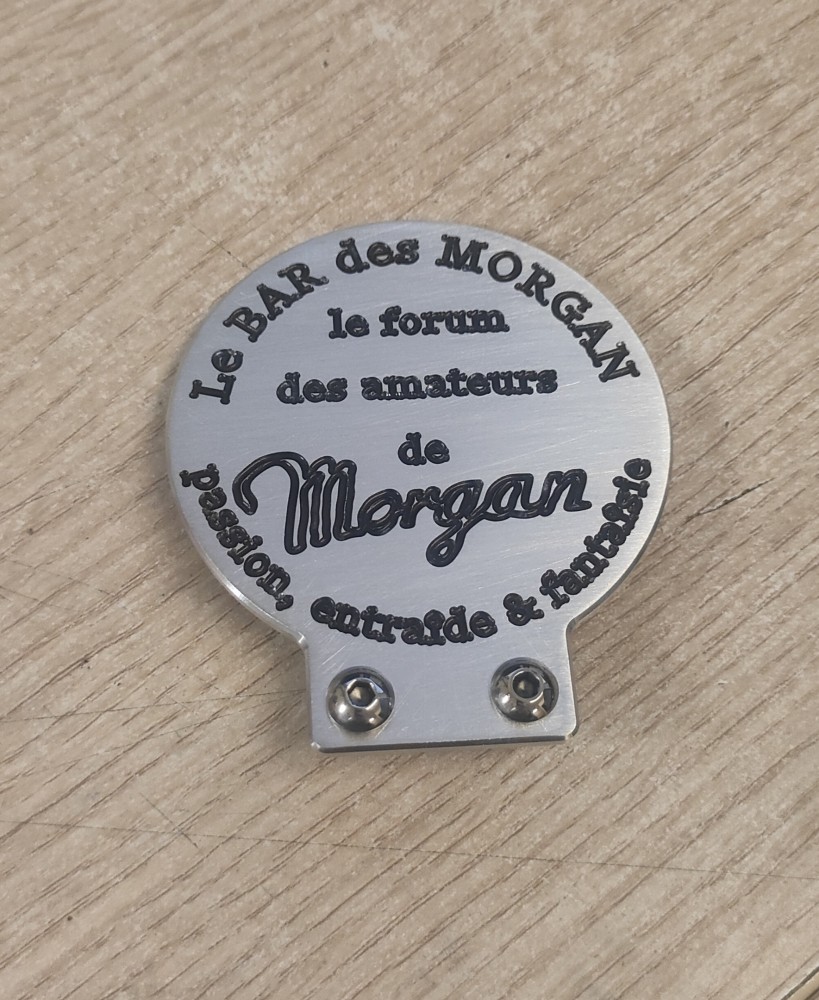 Le BAR des MORGAN
le forum
des amateurs
de
Morgan
passion, entraide & fantaisie